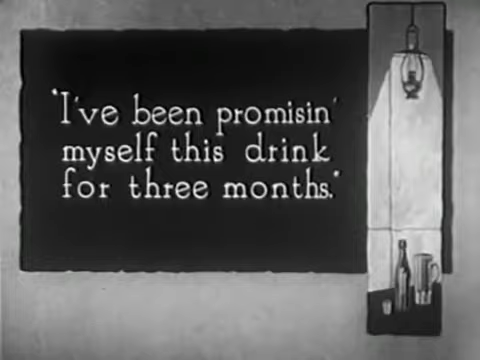 "I've been promisin'
myself this drink
for three months."